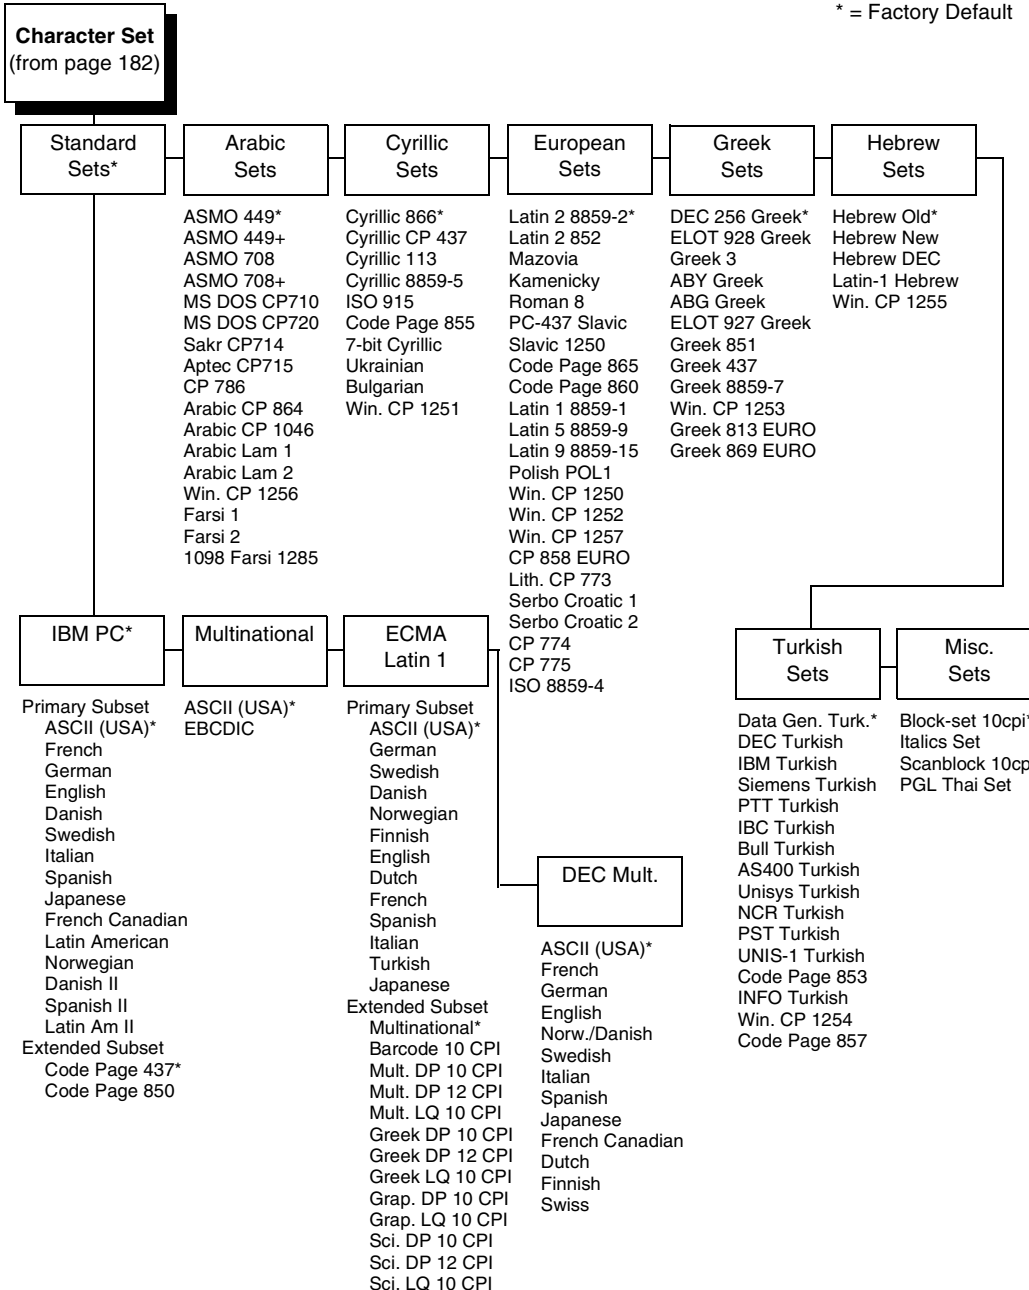 * = Factory Default
Character Set
(from page 182)
Standard
Sets*
Arabic
Sets
Cyrillic
Sets
European
Sets
Greek
Sets
Hebrew
Sets
ASMO 449*
ASMO 449+
ASMO 708
ASMO 708+
MS DOS CP710
MS DOS CP720
Sakr CP714
Aptec CP715
CP 786
Arabic CP 864
Arabic CP 1046
Arabic Lam 1
Arabic Lam 2
Win. CP 1256
Farsi 1
Farsi 2
1098 Farsi 1285
Cyrillic 866*
Cyrillic CP 437
Cyrillic 113
Cyrillic 8859-5
ISO 915
Code Page 855
7-bit Cyrillic
Ukrainian
Bulgarian
Win. CP 1251
Latin 2 8859-2*
Latin 2 852
Mazovia
Kamenicky
Roman 8
PC-437 Slavic
Slavic 1250
Code Page 865
Code Page 860
Latin 1 8859-1
Latin 5 8859-9
Latin 9 8859-15
Polish POL1
Win. CP 1250
Win. CP 1252
Win. CP 1257
CP 858 EURO
Lith. CP 773
Serbo Croatic 1
Serbo Croatic 2
CP 774
CP 775
ISO 8859-4
DEC 256 Greek*
ELOT 928 Greek
Greek 3
ABY Greek
ABG Greek
ELOT 927 Greek
Greek 851
Greek 437
Greek 8859-7
Win. CP 1253
Greek 813 EURO
Greek 869 EURO
Hebrew Old*
Hebrew New
Hebrew DEC
Latin-1 Hebrew
Win. CP 1255
IBM PC*
Multinational
ECMA
Latin 1
Turkish
Sets
Misc.
Sets
Primary Subset
ASCII (USA)*
French
German
English
Danish
Swedish
Italian
Spanish
Japanese
French Canadian
Latin American
Norwegian
Danish II
Spanish II
Latin Am II
Extended Subset
Code Page 437*
Code Page 850
ASCII (USA)*
EBCDIC
Primary Subset
ASCII (USA)*
German
Swedish
Danish
Norwegian
Finnish
English
Dutch
French
Spanish
Italian
Turkish
Japanese
Extended Subset
Multinational*
Barcode 10 CPI
Mult. DP 10 CPI
Mult. DP 12 CPI
Mult. LQ 10 CPI
Greek DP 10 CPI
Greek DP 12 CPI
Greek LQ 10 CPI
Grap. DP 10 CPI
Grap. LQ 10 CPI
Sci. DP 10 CPI
Sci. DP 12 CPI
Sci. LQ 10 CPI
DEC Mult.
ASCII (USA)*
French
German
English
Norw./Danish
Swedish
Italian
Spanish
Japanese
French Canadian
Dutch
Finnish
Swiss
Data Gen. Turk.*
DEC Turkish
IBM Turkish
Siemens Turkish
PTT Turkish
IBC Turkish
Bull Turkish
AS400 Turkish
Unisys Turkish
NCR Turkish
PST Turkish
UNIS-1 Turkish
Code Page 853
INFO Turkish
Win. CP 1254
Code Page 857
Block-set 10cpi*
Italics Set
Scanblock 10cp
PGL Thai Set